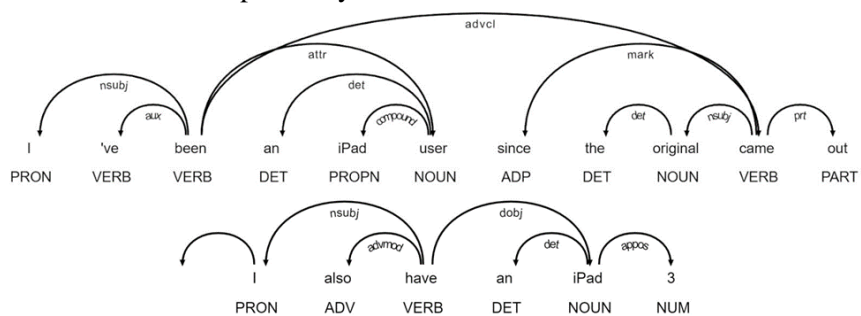 advcl
attr
mark
nsubj
det
aux
compound
det
nsubj
prt
I 've been an iPad user since the original came out
PRON VERB VERB DET PROPN NOUN ADP DET NOUN VERB PART
nsubj dobj
advmod det appos
I also have an iPad 3
PRON ADV VERB DET NOUN NUM